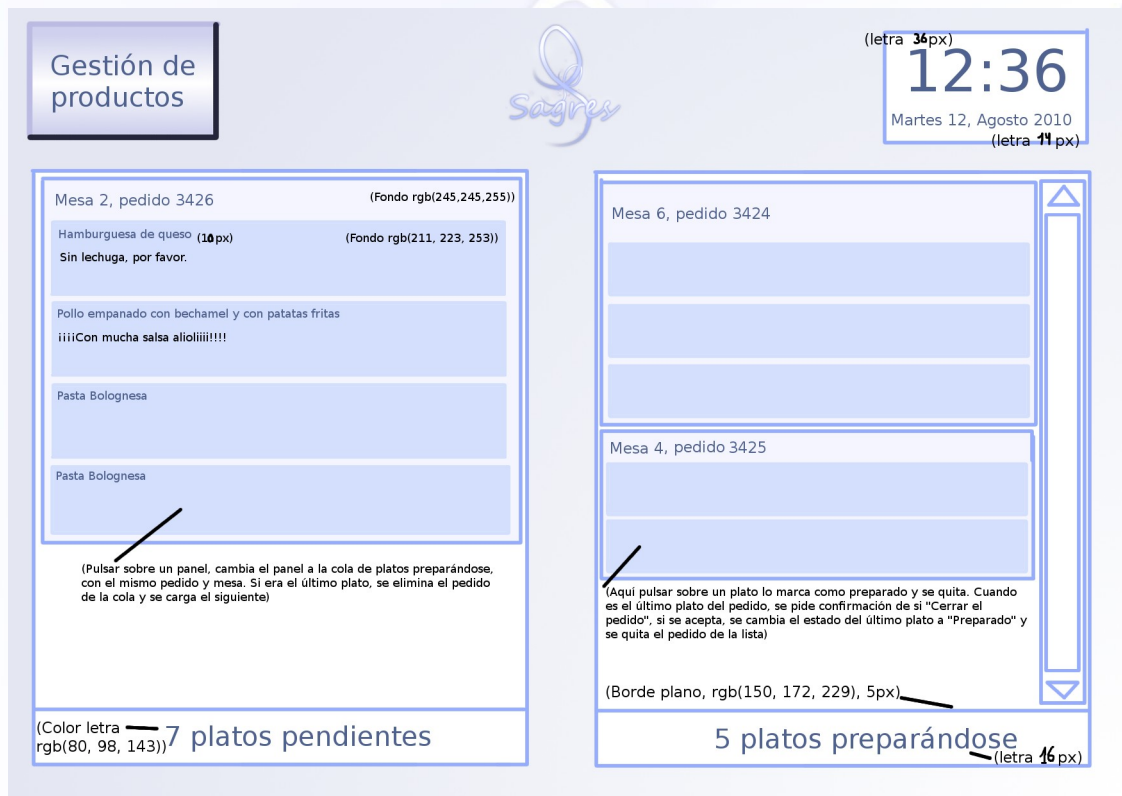 Gestión de
productos
Sagres
(letra 36px)
12:36
Martes 12, Agosto 2010
(letra 14px)
Mesa 2, pedido 3426
(Fondo rgb(245,245,255))
Hamburguesa de queso
(Fondo rgb(211, 223, 253))
Sin lechuga, por favor.
Pollo empanado con bechamel y con patatas fritas
¡¡¡¡Con mucha salsa alioliiii!!!!
Pasta Bolognesa
Pasta Bolognesa
(Pulsar sobre un panel, cambia el panel a la cola de platos preparándose,
con el mismo pedido y mesa. Si era el último plato, se elimina el pedido
de la cola y se carga el siguiente)
(Color letra
rgb(80, 98, 143))
7 platos pendientes
Mesa 6, pedido 3424
Mesa 4, pedido 3425
(Aquí pulsar sobre un plato lo marca como preparado y se quita. Cuando
es el último plato del pedido, se pide confirmación de si "Cerrar el
pedido", si se acepta, se cambia el estado del último plato a "Preparado" y
se quita el pedido de la lista)
(Borde plano, rgb(150, 172, 229), 5px)
5 platos preparándose
(letra 16px)